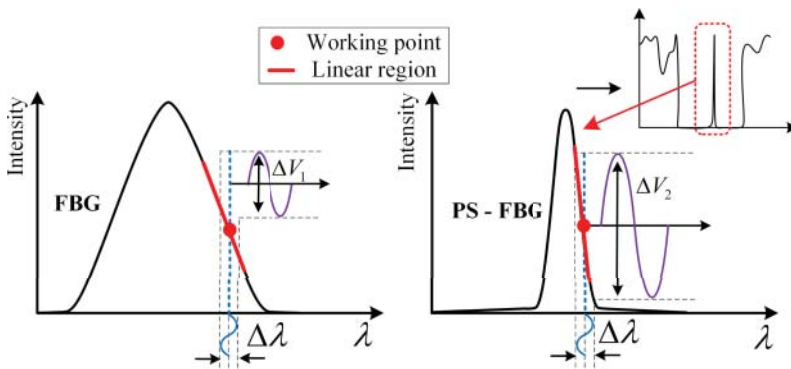 Working point
Linear region
Intensity
FBG
ΔV₁
Δλ
λ
Intensity
PS - FBG
ΔV₂
Δλ
λ